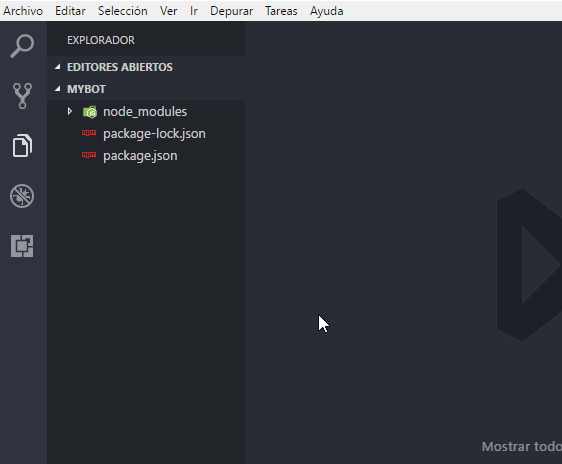 Archivo Editar Selección Ver Ir Depurar Tareas Ayuda
EXPLORADOR
EDITORES ABIERTOS
MYBOT
node_modules
package-lock.json
package.json
Mostrar todo